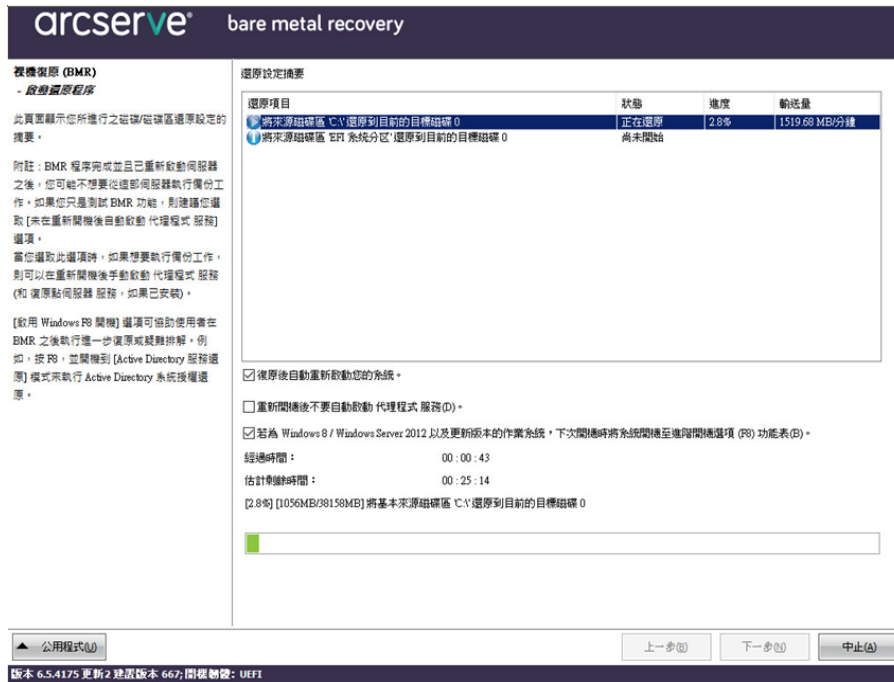 arcserve® bare metal recovery
裸機復原 (BMR)
- 啟動還原程序
此頁面顯示您所進行之磁碟/磁碟區還原設定的
摘要。
附註：BMR 程序完成並且已重新啟動伺服器
之後，您可能不想要從這部伺服器執行備份工
作。如果您只是測試 BMR 功能，則建議您選
取 [未在重新開機後自動啟動 代理程式 服務]
選項。
當您選取此選項時，如果想要執行備份工作，
則可以在重新開機後手動啟動 代理程式 服務
(和 復原點伺服器 服務，如果已安裝)。
[啟用 Windows F8 開機] 選項可協助使用者在
BMR 之後執行進一步復原或疑難排解。例
如，按 F8，並開機到 [Active Directory 服務還
原] 模式來執行 Active Directory 系統授權還
原。
還原設定摘要
還原項目 狀態 進度 輸送量
將來源磁碟區 'C:\' 還原到目前的目標磁碟 0 正在還原 2.8% 1519.68 MB/分鐘
將來源磁碟區 'EFI 系统分区' 還原到目前的目標磁碟 0 尚未開始
復原後自動重新啟動您的系統。
重新開機後不要自動啟動 代理程式 服務(D)。
若為 Windows 8 / Windows Server 2012 以及更新版本的作業系統，下次開機時將系統開機至進階開機選項 (F8) 功能表(B)。
經過時間： 00 : 00 : 43
估計剩餘時間： 00 : 25 : 14
[2.8%] [1056MB/38158MB] 將基本來源磁碟區 'C:\' 還原到目前的目標磁碟 0
公用程式(U) 上一步(B) 下一步(N) 中止(A)
版本 6.5.4175 更新2 建置版本 667; 開機韌體: UEFI